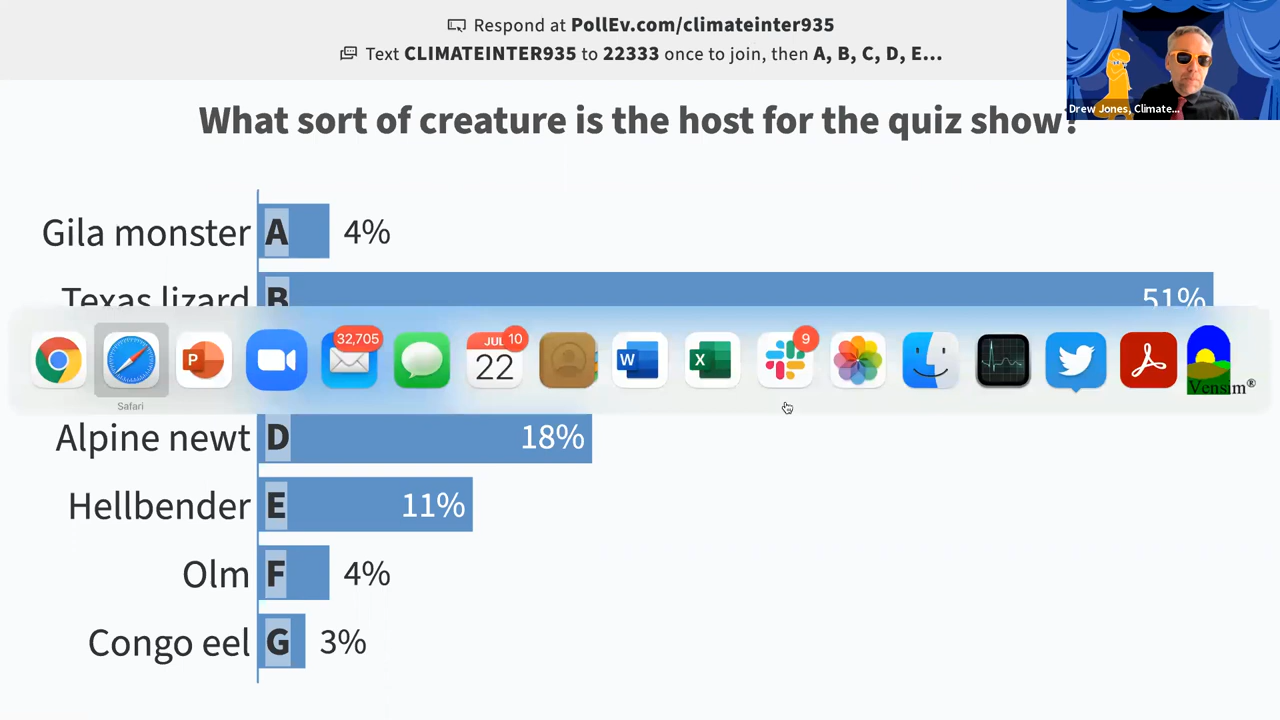 Respond at PollEv.com/climateinter935
Text CLIMATEINTER935 to 22333 once to join, then A, B, C, D, E...
Drew Jones, Climate...
What sort of creature is the host for the quiz show?
Gila monster A 4%
Texas lizard B 51%
32,705
JUL 10
22
9
P
W
X
Vensim®
Safari
Alpine newt D 18%
Hellbender E 11%
Olm F 4%
Congo eel G 3%